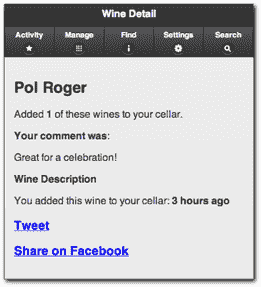 Wine Detail
Activity Manage Find Settings Search
Pol Roger
Added 1 of these wines to your cellar.
Your comment was:
Great for a celebration!
Wine Description
You added this wine to your cellar: 3 hours ago
Tweet
Share on Facebook